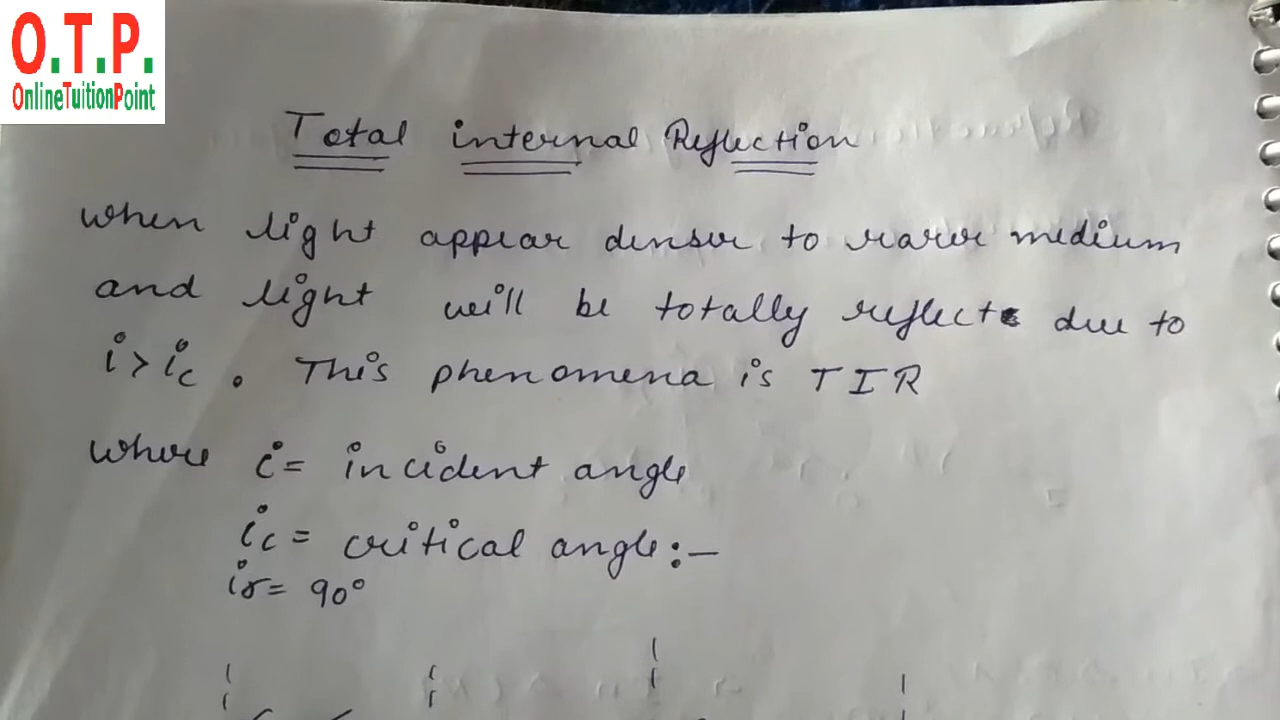 O.T.P.
OnlineTuitionPoint
Total internal Reflection
when light appear denser to rarer medium
and light will be totally reflect due to
i > ic . This phenomena is TIR
where i = incident angle
ic = critical angle :-
ir = 90°